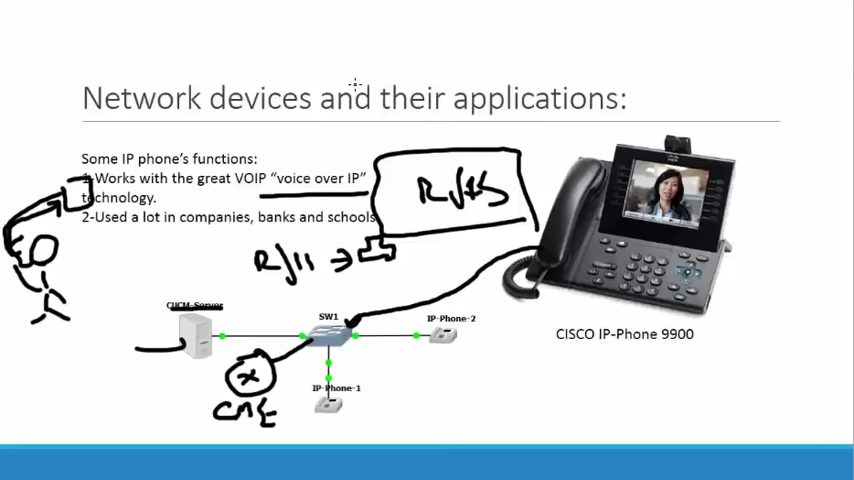 Network devices and their applications:
Some IP phone's functions:
1-Works with the great VOIP “voice over IP”
technology.
2-Used a lot in companies, banks and schools
R/45
R/11
CUCM-Server
SW1
IP-Phone-2
CISCO IP-Phone 9900
IP-Phone-1
CME